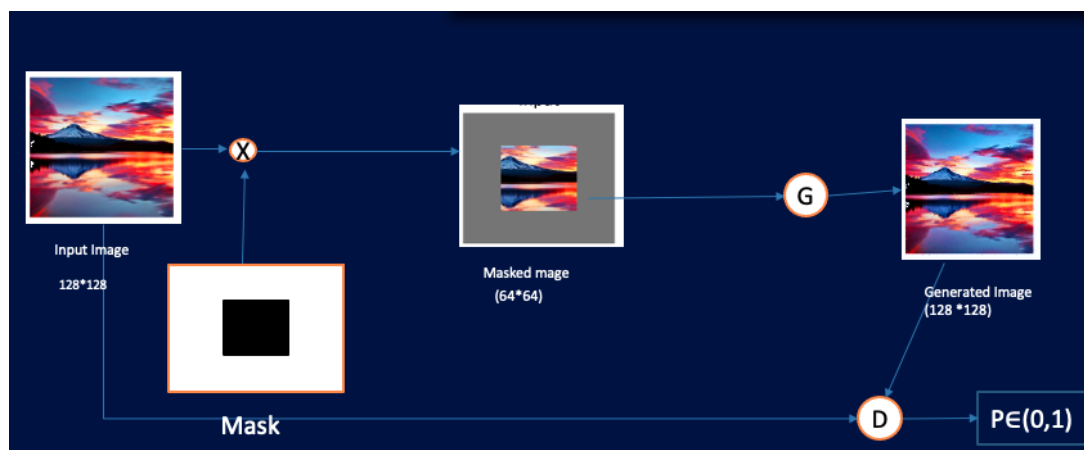 Input Image
128*128
X
Mask
Masked mage
(64*64)
G
Generated Image
(128 *128)
D
P∈(0,1)